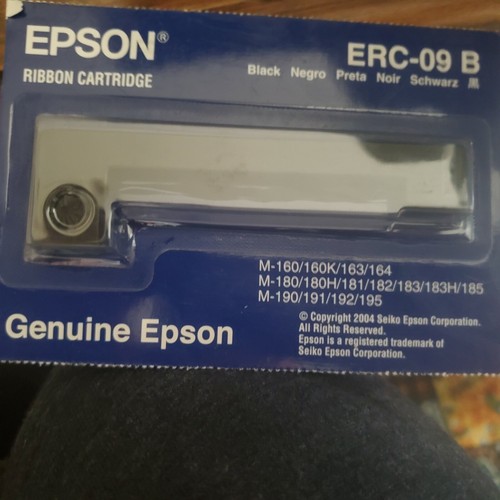 EPSON®
RIBBON CARTRIDGE
ERC-09 B
Black Negro Preta Noir Schwarz 黒
M-160/160K/163/164
M-180/180H/181/182/183/183H/185
M-190/191/192/195
Genuine Epson
© Copyright 2004 Seiko Epson Corporation.
All Rights Reserved.
Epson is a registered trademark of
Seiko Epson Corporation.